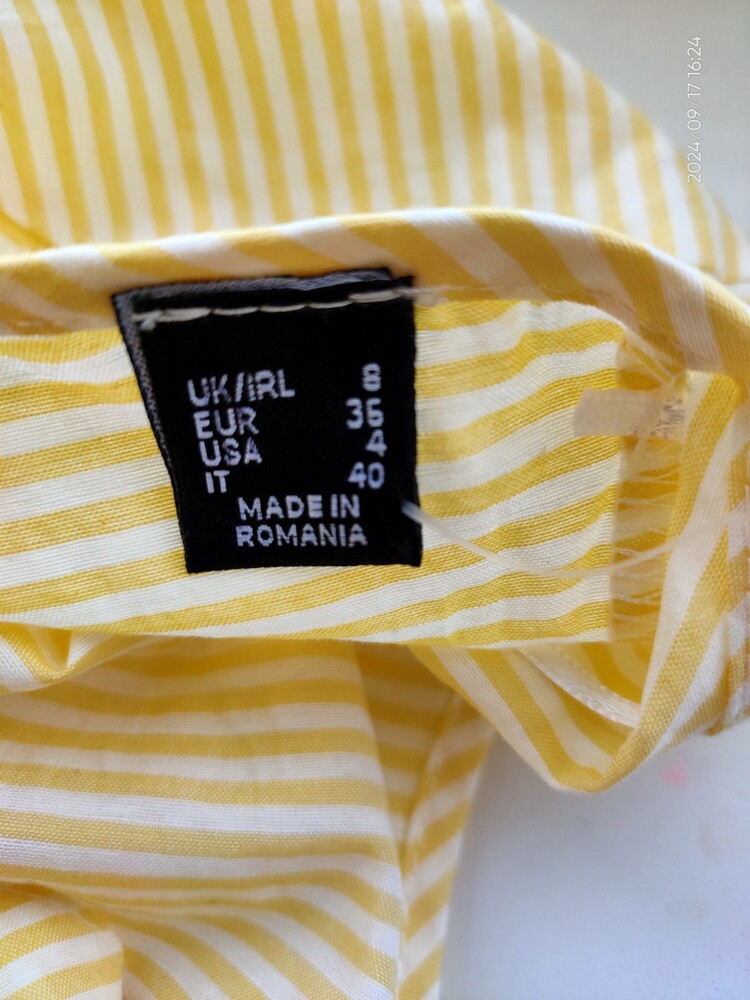 2024/09/17 16:24
UK/IRL 8
EUR 36
USA 4
IT 40
MADE IN
ROMANIA